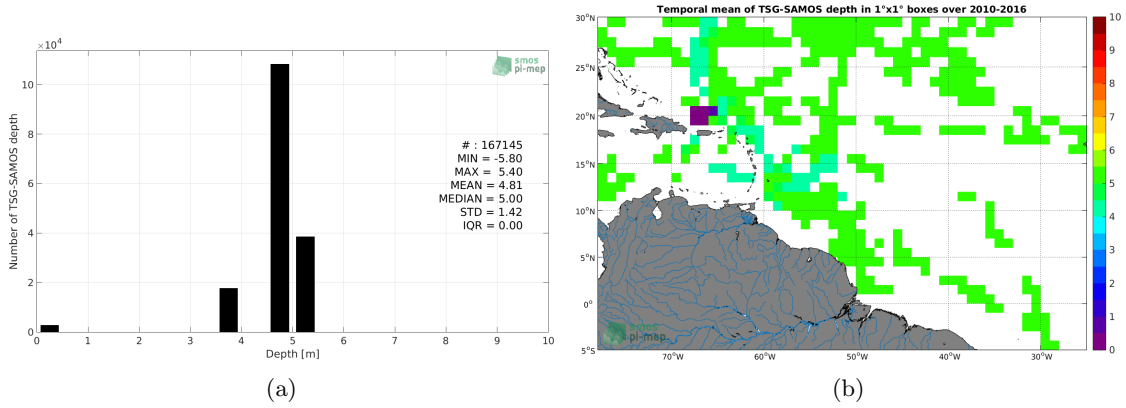 ×10⁴
10
8
6
4
2
0
Number of TSG-SAMOS depth
0 1 2 3 4 5 6 7 8 9 10
Depth [m]
smos
pi-mep
# : 167145
MIN = -5.80
MAX = 5.40
MEAN = 4.81
MEDIAN = 5.00
STD = 1.42
IQR = 0.00
(a)
Temporal mean of TSG-SAMOS depth in 1°x1° boxes over 2010-2016
30°N
25°N
20°N
15°N
10°N
5°N
0°
5°S
70°W 60°W 50°W 40°W 30°W
smos
pi-mep
10
9
8
7
6
5
4
3
2
1
0
(b)